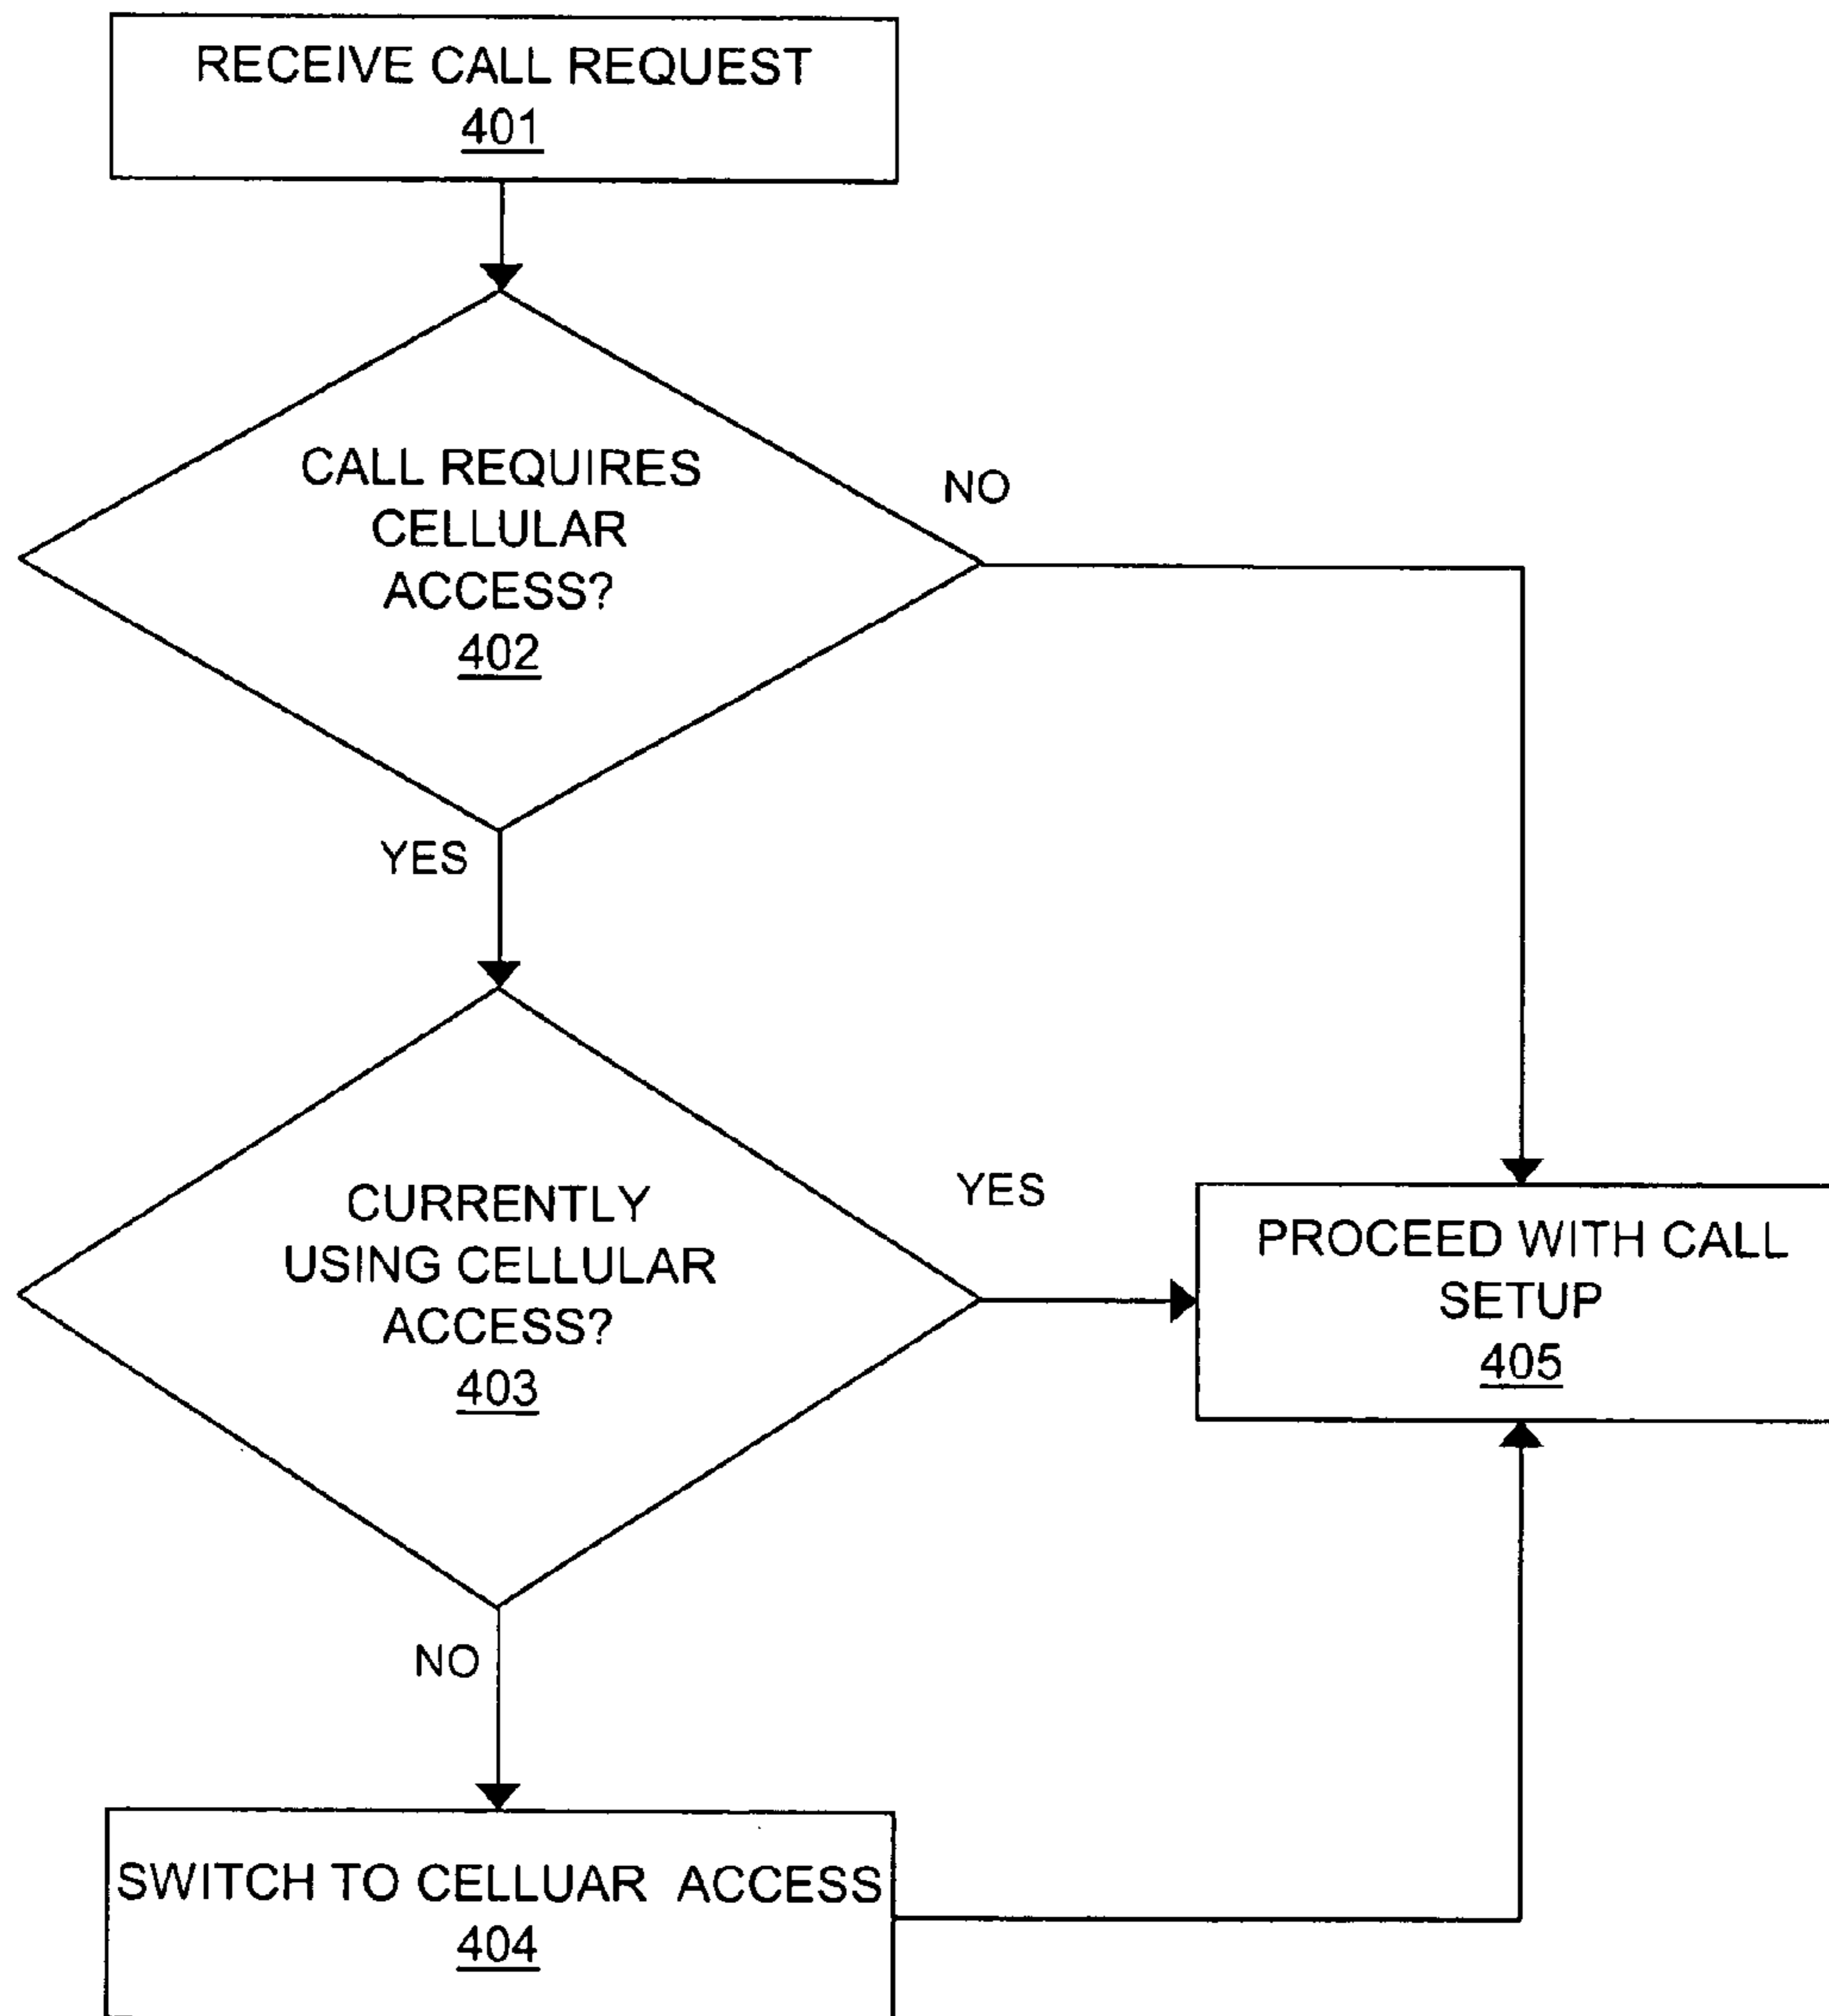 RECEIVE CALL REQUEST
401
CALL REQUIRES
CELLULAR
ACCESS?
402
NO
YES
CURRENTLY
USING CELLULAR
ACCESS?
403
YES
PROCEED WITH CALL
SETUP
405
NO
SWITCH TO CELLUAR ACCESS
404